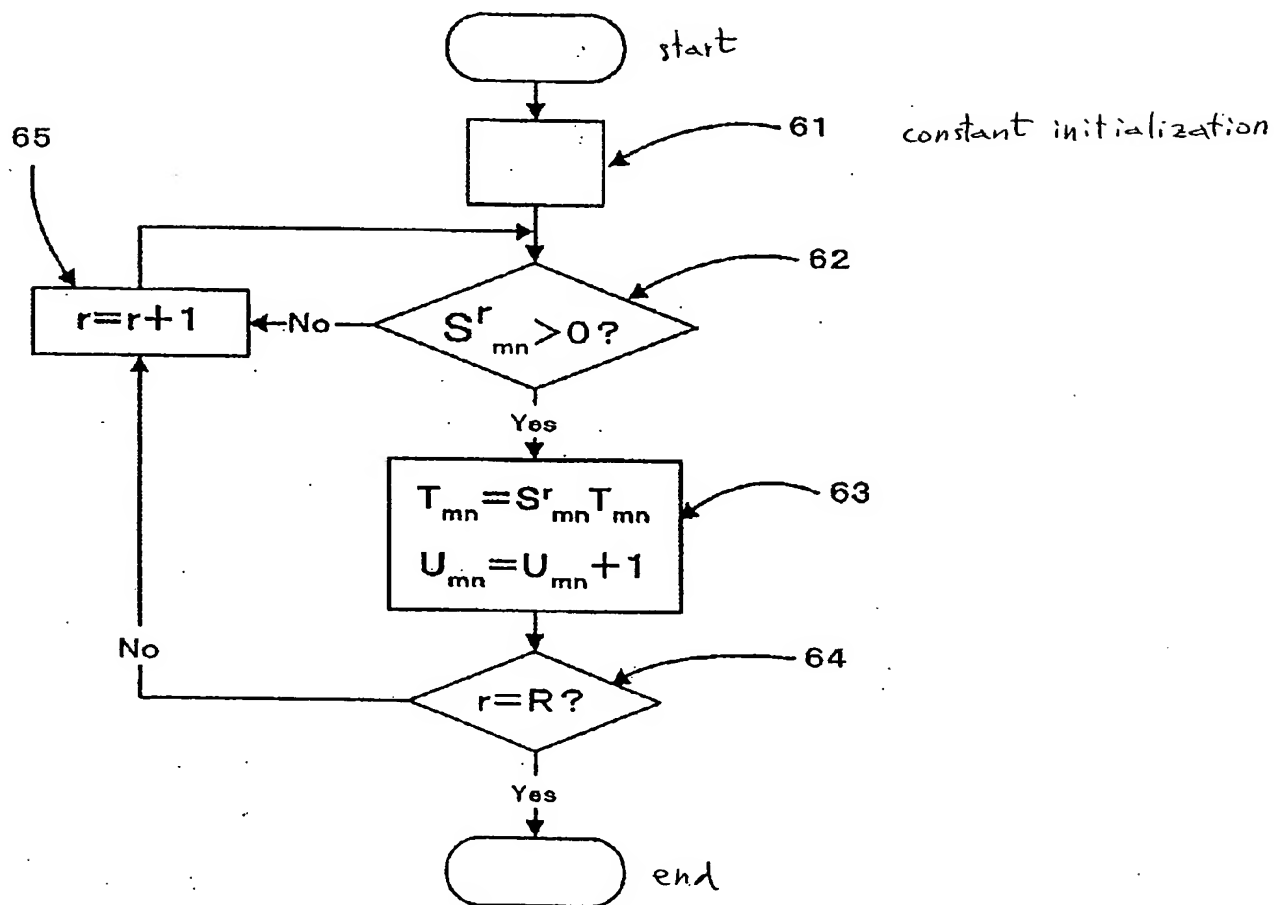 start
61 constant initialization
65
62
r=r+1
No
S^r_mn>0?
Yes
T_mn=S^r_mn T_mn
U_mn=U_mn+1
63
No
64
r=R?
Yes
end